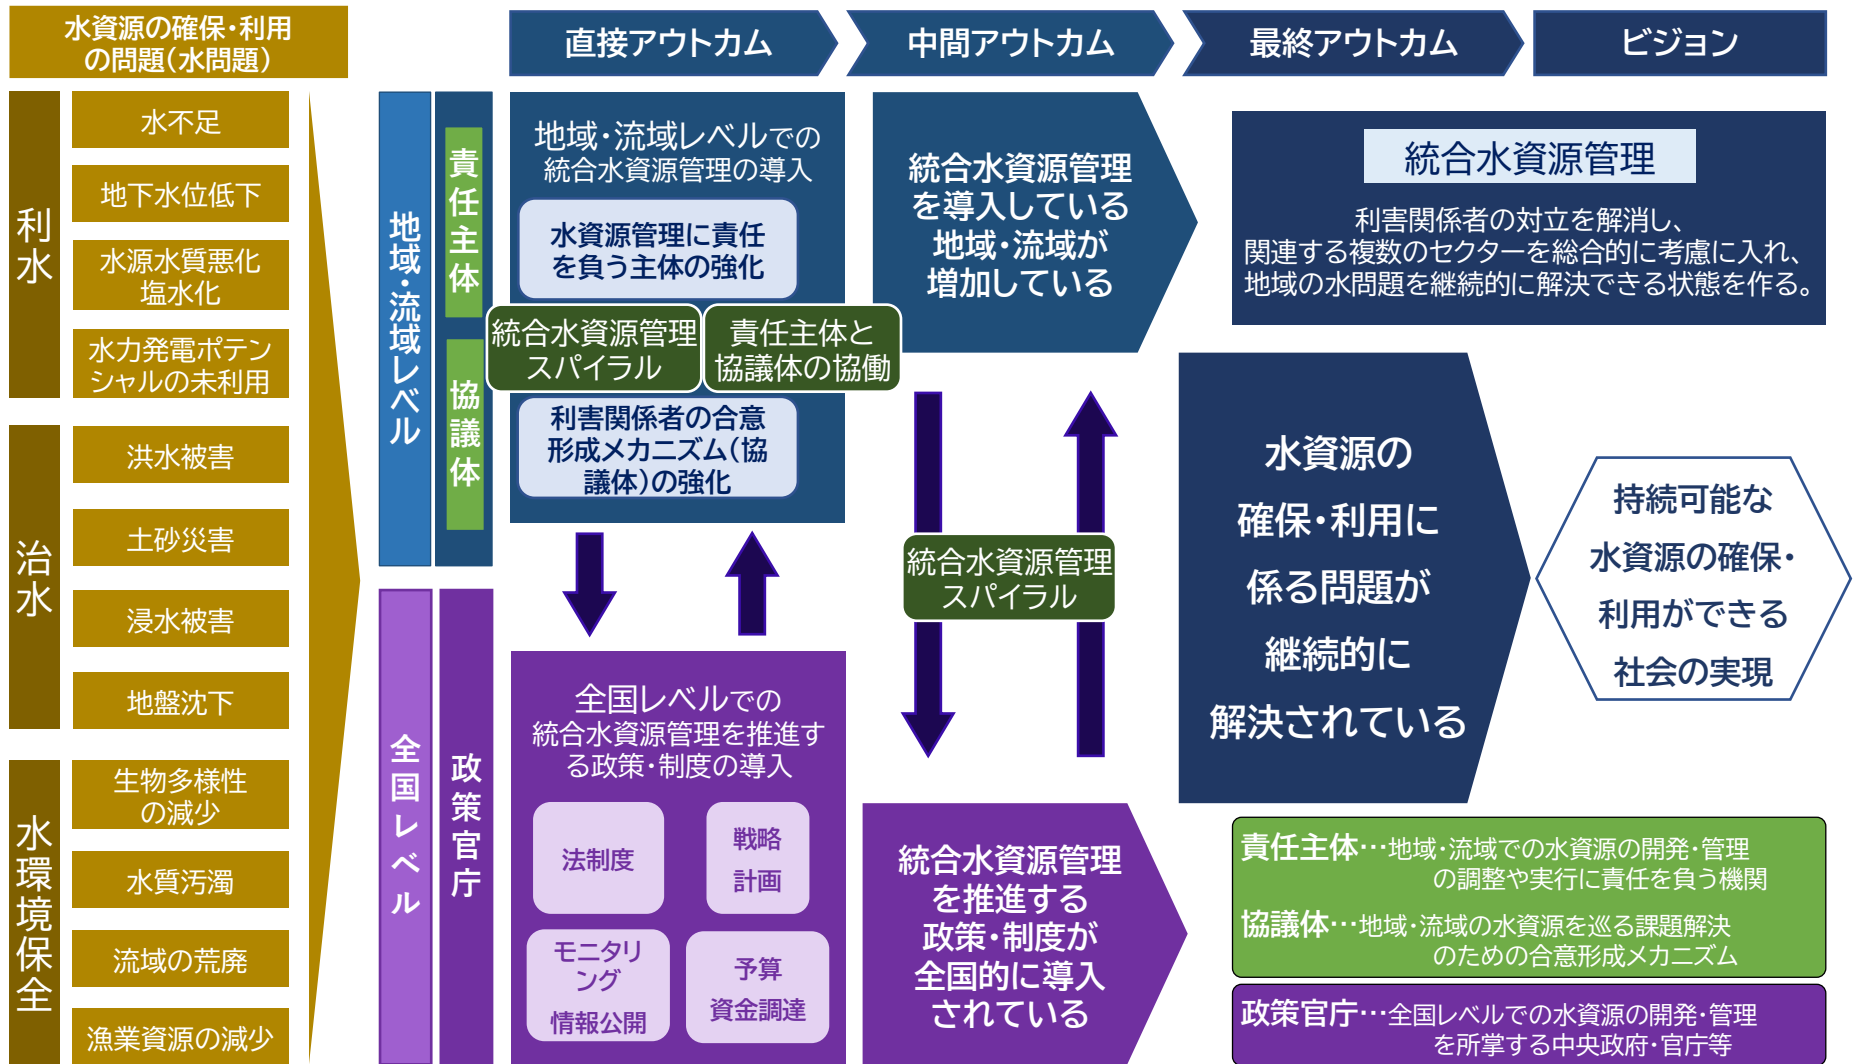 水資源の確保・利用
の問題（水問題）
直接アウトカム
中間アウトカム
最終アウトカム
ビジョン
利水
水不足
地下水位低下
水源水質悪化
塩水化
水力発電ポテン
シャルの未利用
治水
洪水被害
土砂災害
浸水被害
地盤沈下
水環境保全
生物多様性
の減少
水質汚濁
流域の荒廃
漁業資源の減少
地域・流域レベル
責任主体
協議体
地域・流域レベルでの
統合水資源管理の導入
水資源管理に責任
を負う主体の強化
統合水資源管理
スパイラル
責任主体と
協議体の協働
利害関係者の合意
形成メカニズム（協
議体）の強化
全国レベル
政策官庁
全国レベルでの
統合水資源管理を推進す
る政策・制度の導入
法制度
戦略
計画
モニタリ
ング
情報公開
予算
資金調達
統合水資源管理
を導入している
地域・流域が
増加している
統合水資源管理
スパイラル
統合水資源管理
を推進する
政策・制度が
全国的に導入
されている
統合水資源管理
利害関係者の対立を解消し、
関連する複数のセクターを総合的に考慮に入れ、
地域の水問題を継続的に解決できる状態を作る。
水資源の
確保・利用に
係る問題が
継続的に
解決されている
持続可能な
水資源の確保・
利用ができる
社会の実現
責任主体…地域・流域での水資源の開発・管理
の調整や実行に責任を負う機関
協議体…地域・流域の水資源を巡る課題解決
のための合意形成メカニズム
政策官庁…全国レベルでの水資源の開発・管理
を所掌する中央政府・官庁等